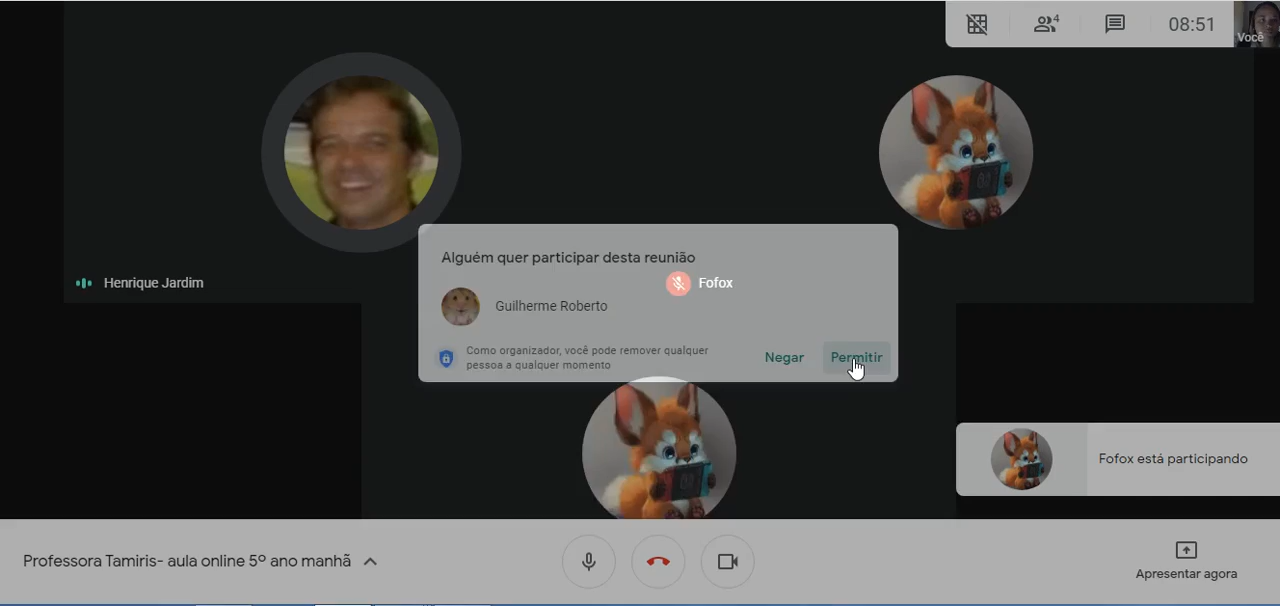 4
08:51
Você
Alguém quer participar desta reunião
Henrique Jardim
Fofox
Guilherme Roberto
Como organizador, você pode remover qualquer
pessoa a qualquer momento
Negar
Permitir
Fofox está participando
Professora Tamiris- aula online 5º ano manhã
Apresentar agora